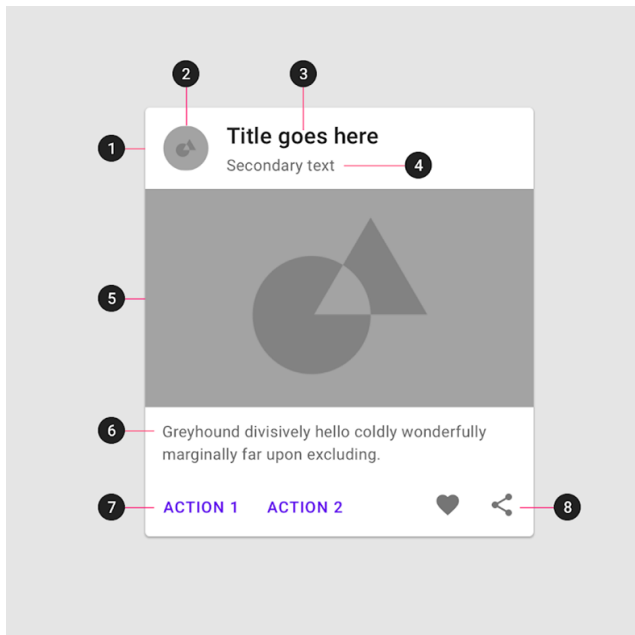 2
3
1
Title goes here
Secondary text
4
5
6
Greyhound divisively hello coldly wonderfully
marginally far upon excluding.
7
ACTION 1
ACTION 2
8